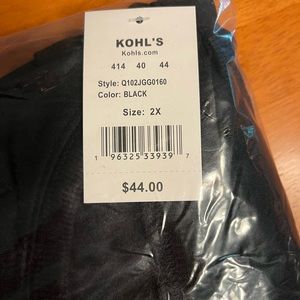 KOHL'S
Kohls.com
414 40 44
Style: Q102JGG0160
Color: BLACK
Size: 2X
1 96325 33939 7
$44.00